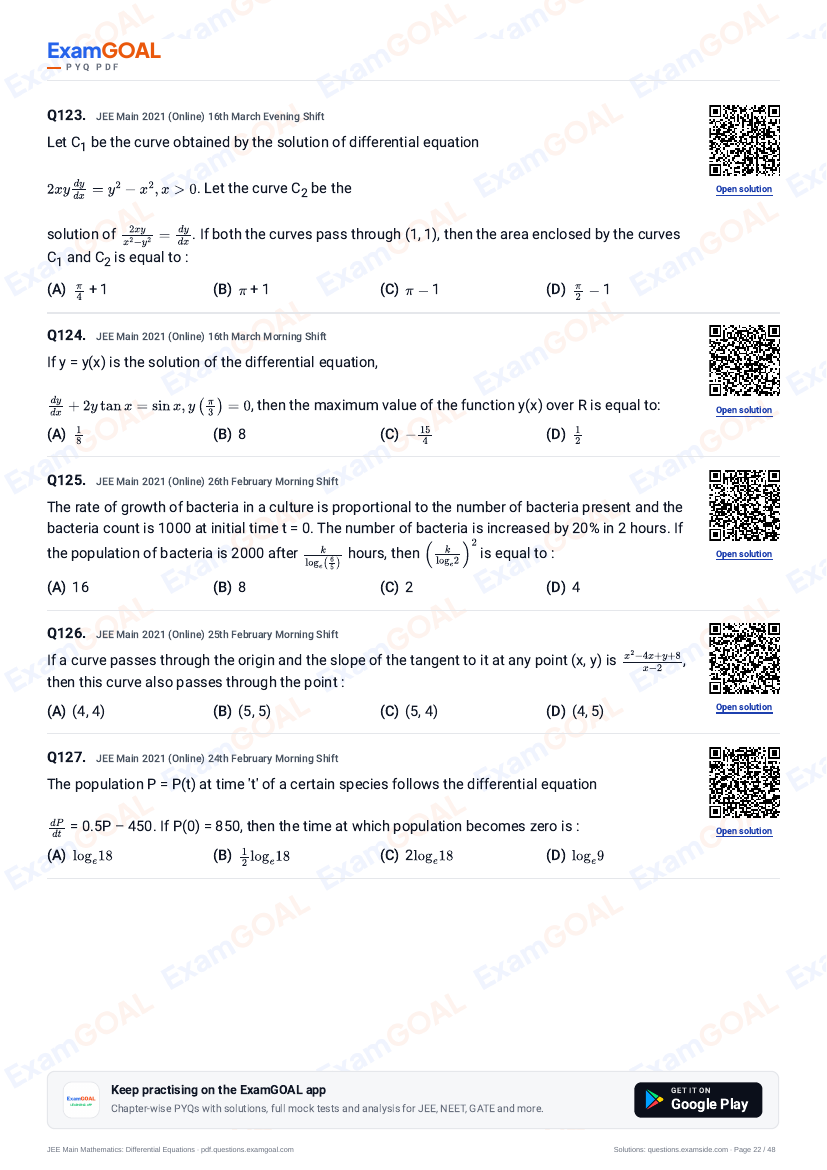 ExamGOAL
PYQ PDF
Q123. JEE Main 2021 (Online) 16th March Evening Shift
Let C₁ be the curve obtained by the solution of differential equation
2xy dy/dx = y² − x², x > 0. Let the curve C₂ be the
solution of 2xy/(x²−y²) = dy/dx. If both the curves pass through (1, 1), then the area enclosed by the curves
C₁ and C₂ is equal to :
(A) π/4 + 1 (B) π + 1 (C) π − 1 (D) π/2 − 1
Open solution
Q124. JEE Main 2021 (Online) 16th March Morning Shift
If y = y(x) is the solution of the differential equation,
dy/dx + 2y tan x = sin x, y(π/3) = 0, then the maximum value of the function y(x) over R is equal to:
(A) 1/8 (B) 8 (C) −15/4 (D) 1/2
Open solution
Q125. JEE Main 2021 (Online) 26th February Morning Shift
The rate of growth of bacteria in a culture is proportional to the number of bacteria present and the
bacteria count is 1000 at initial time t = 0. The number of bacteria is increased by 20% in 2 hours. If
the population of bacteria is 2000 after k/logₑ(6/5) hours, then (k/logₑ2)² is equal to :
(A) 16 (B) 8 (C) 2 (D) 4
Open solution
Q126. JEE Main 2021 (Online) 25th February Morning Shift
If a curve passes through the origin and the slope of the tangent to it at any point (x, y) is (x²−4x+y+8)/(x−2),
then this curve also passes through the point :
(A) (4, 4) (B) (5, 5) (C) (5, 4) (D) (4, 5)
Open solution
Q127. JEE Main 2021 (Online) 24th February Morning Shift
The population P = P(t) at time 't' of a certain species follows the differential equation
dP/dt = 0.5P − 450. If P(0) = 850, then the time at which population becomes zero is :
(A) logₑ18 (B) 1/2 logₑ18 (C) 2logₑ18 (D) logₑ9
Open solution
Keep practising on the ExamGOAL app
Chapter-wise PYQs with solutions, full mock tests and analysis for JEE, NEET, GATE and more.
GET IT ON
Google Play
JEE Main Mathematics: Differential Equations · pdf.questions.examgoal.com
Solutions: questions.examside.com · Page 22 / 48